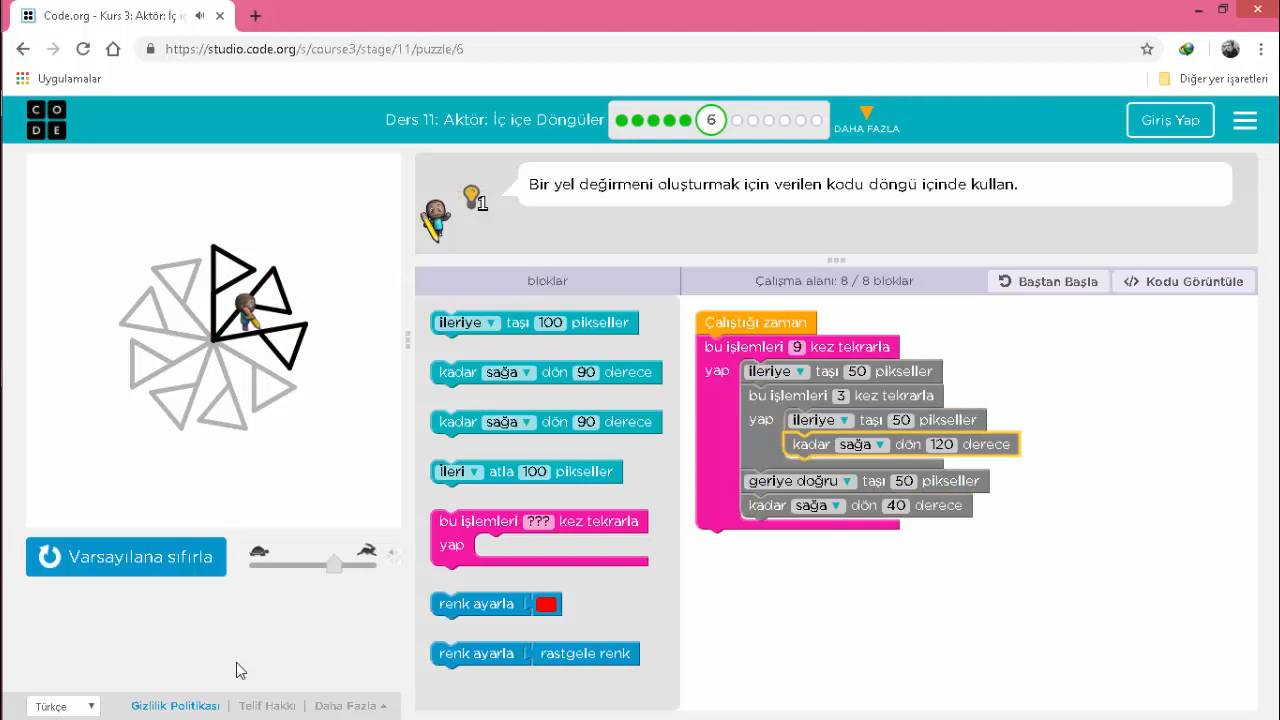 Code.org - Kurs 3: Aktör: İç iç
https://studio.code.org/s/course3/stage/11/puzzle/6
Uygulamalar
Diğer yer işaretleri
C O
D E
Ders 11: Aktör: İç içe Döngüler
6
DAHA FAZLA
Giriş Yap
1
Bir yel değirmeni oluşturmak için verilen kodu döngü içinde kullan.
bloklar
Çalışma alanı: 8 / 8 bloklar
Baştan Başla
</> Kodu Görüntüle
ileriye ▼ taşı 100 pikseller
kadar sağa ▼ dön 90 derece
kadar sağa ▼ dön 90 derece
İleri ▼ atla 100 pikseller
bu işlemleri ??? kez tekrarla
yap
renk ayarla
renk ayarla rastgele renk
Çalıştığı zaman
bu işlemleri 9 kez tekrarla
yap ileriye ▼ taşı 50 pikseller
bu işlemleri 3 kez tekrarla
yap ileriye ▼ taşı 50 pikseller
kadar sağa ▼ dön 120 derece
geriye doğru ▼ taşı 50 pikseller
kadar sağa ▼ dön 40 derece
Varsayılana sıfırla
Türkçe ▼
Gizlilik Politikası | Telif Hakkı | Daha Fazla ▲